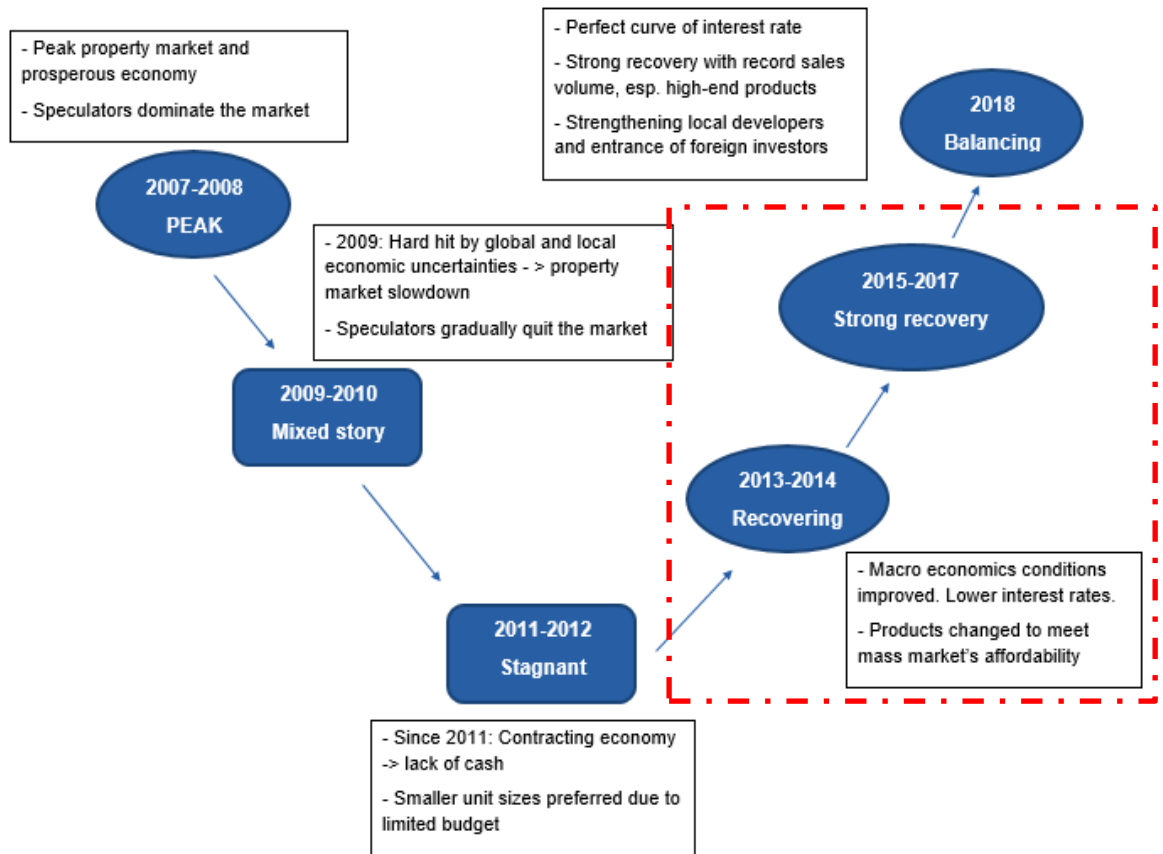 - Peak property market and
prosperous economy
- Speculators dominate the market
2007-2008
PEAK
- 2009: Hard hit by global and local
economic uncertainties - > property
market slowdown
- Speculators gradually quit the market
2009-2010
Mixed story
2011-2012
Stagnant
- Since 2011: Contracting economy
-> lack of cash
- Smaller unit sizes preferred due to
limited budget
2013-2014
Recovering
- Macro economics conditions
improved. Lower interest rates.
- Products changed to meet
mass market's affordability
2015-2017
Strong recovery
- Perfect curve of interest rate
- Strong recovery with record sales
volume, esp. high-end products
- Strengthening local developers
and entrance of foreign investors
2018
Balancing